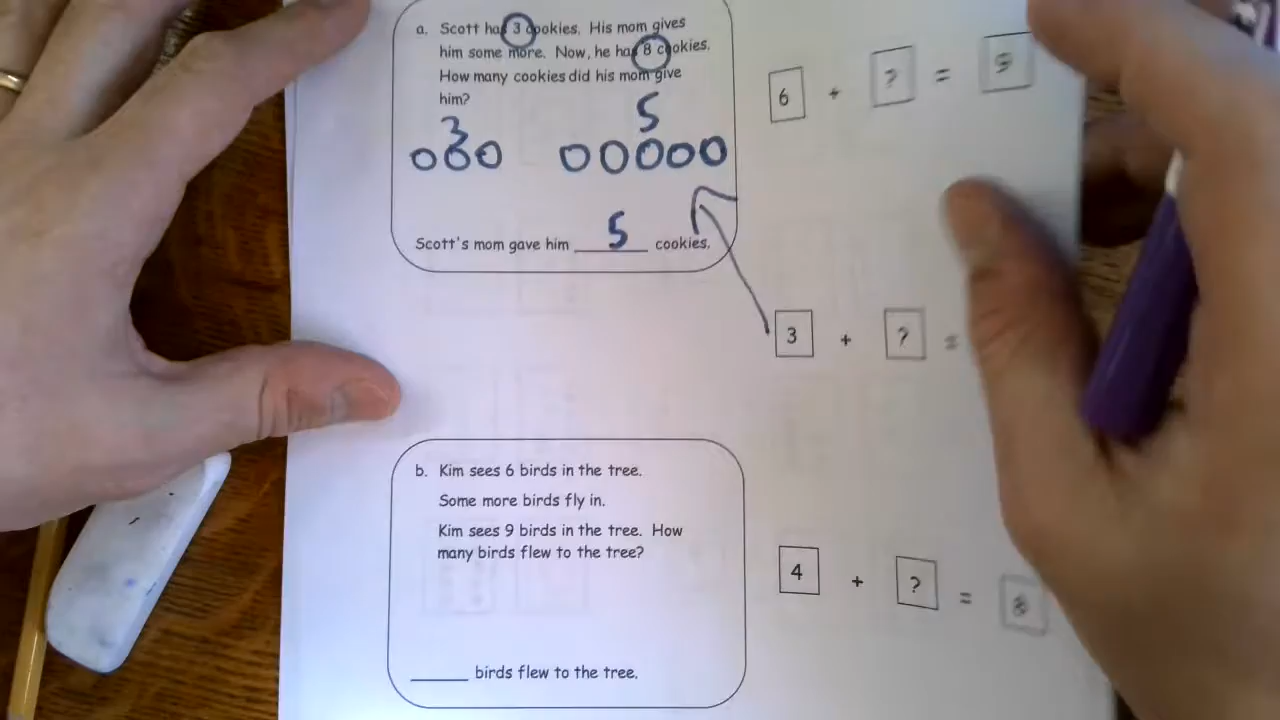 a. Scott has 3 cookies. His mom gives
him some more. Now, he has 8 cookies.
How many cookies did his mom give
him?
3 5
Scott's mom gave him 5 cookies.
6 + ? = 9
3 + ? =
b. Kim sees 6 birds in the tree.
Some more birds fly in.
Kim sees 9 birds in the tree. How
many birds flew to the tree?
____ birds flew to the tree.
4 + ? = 8